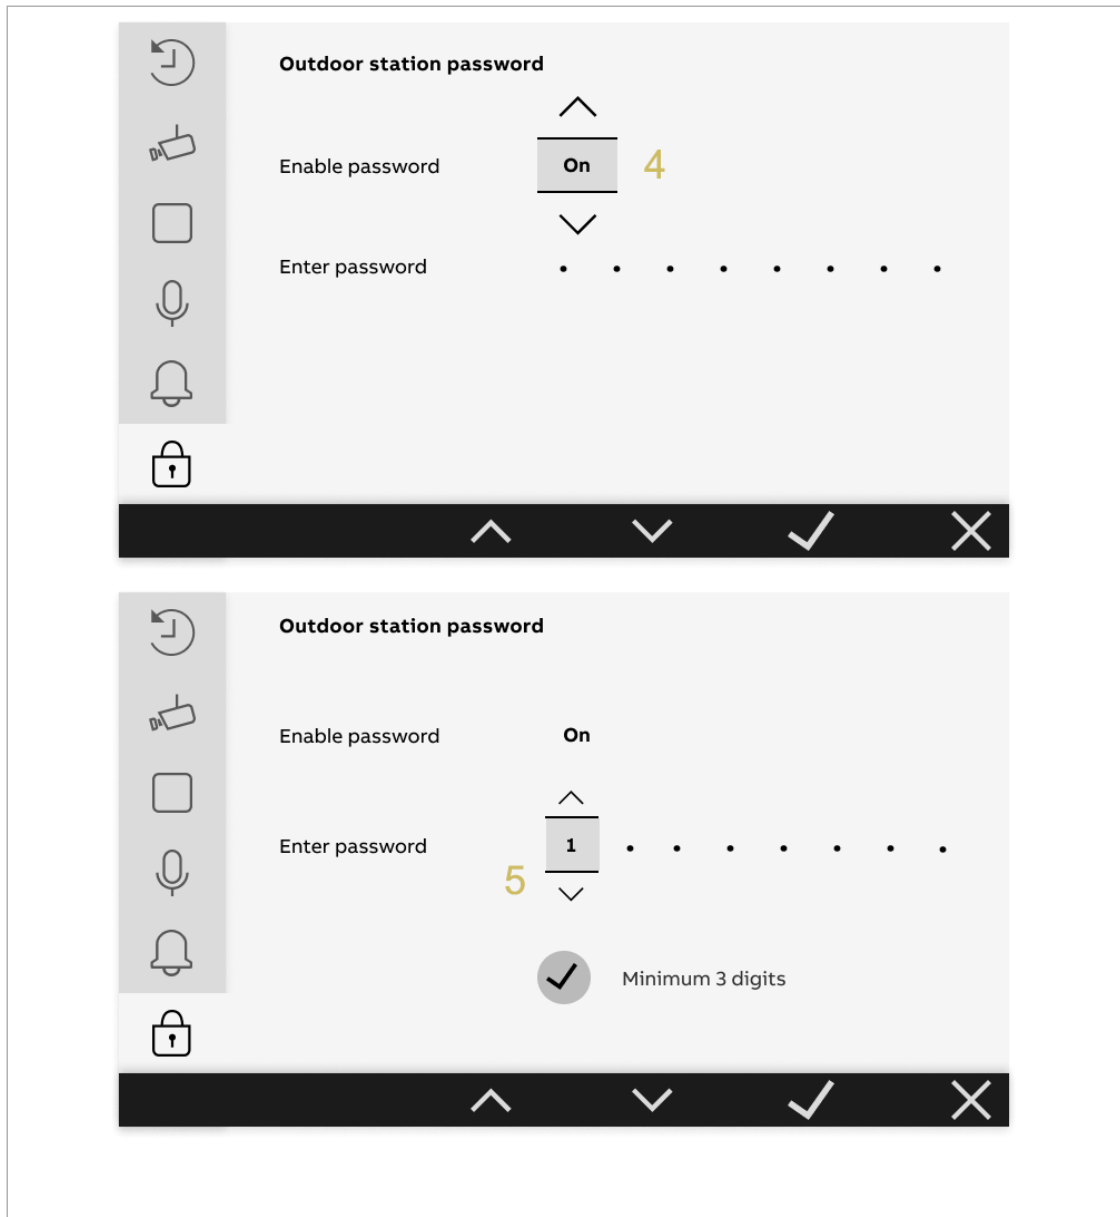 Outdoor station password
Enable password On 4
Enter password
Outdoor station password
Enable password On
Enter password 1
5
Minimum 3 digits